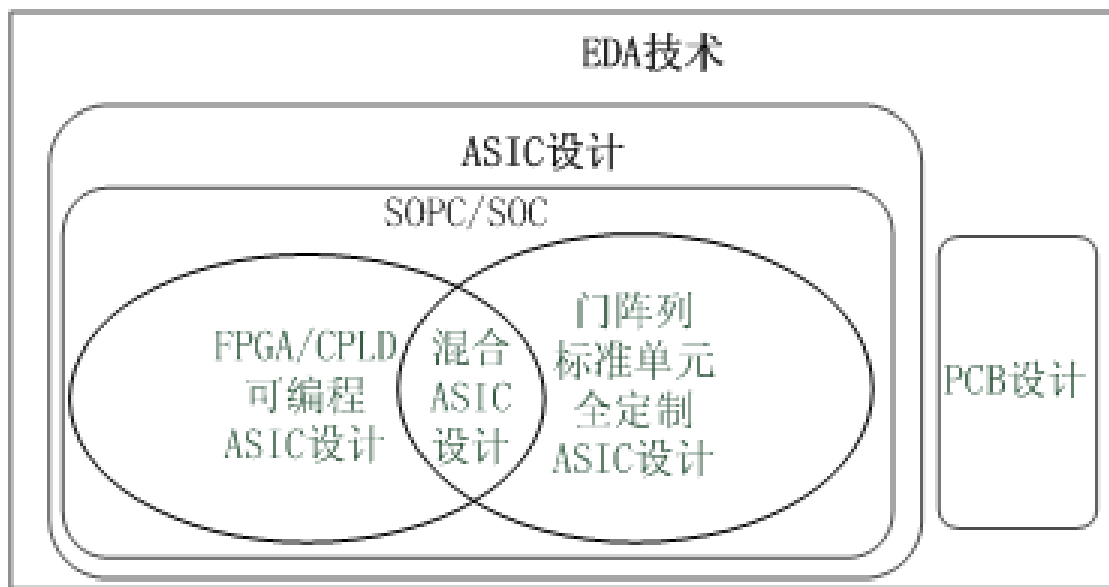 EDA技术
ASIC设计
SOPC/SOC
FPGA/CPLD
可编程
ASIC设计
混合
ASIC
设计
门阵列
标准单元
全定制
ASIC设计
PCB设计